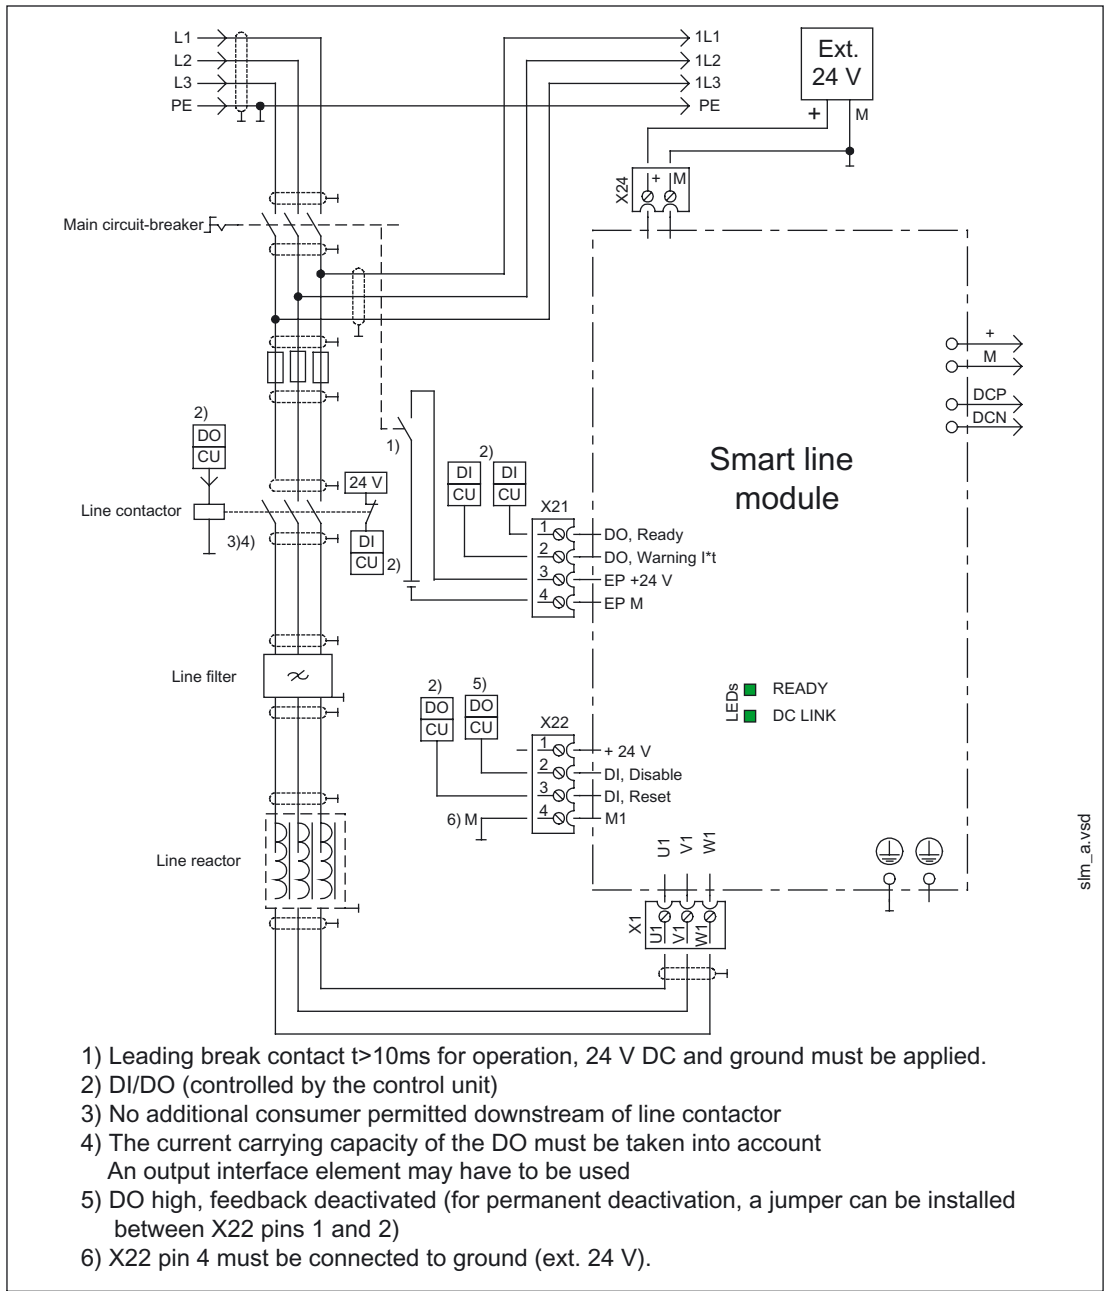 L1
1L1
L2
1L2
L3
1L3
PE
PE
Ext.
24 V
+
M
X24
+ M
Main circuit-breaker
+
M
DCP
DCN
2)
DO
CU
1)
2)
DI
CU
DI
CU
Smart line
module
24 V
X21
Line contactor
3)4)
DI
CU
2)
1
DO, Ready
2
DO, Warning I*t
3
EP +24 V
4
EP M
Line filter
2)
5)
DO
CU
DO
CU
LEDs
READY
DC LINK
X22
1
+ 24 V
2
DI, Disable
3
DI, Reset
6) M
4
M1
Line reactor
U1
V1
W1
X1
U1
V1
W1
slm_a.vsd
1) Leading break contact t>10ms for operation, 24 V DC and ground must be applied.
2) DI/DO (controlled by the control unit)
3) No additional consumer permitted downstream of line contactor
4) The current carrying capacity of the DO must be taken into account
An output interface element may have to be used
5) DO high, feedback deactivated (for permanent deactivation, a jumper can be installed
between X22 pins 1 and 2)
6) X22 pin 4 must be connected to ground (ext. 24 V).